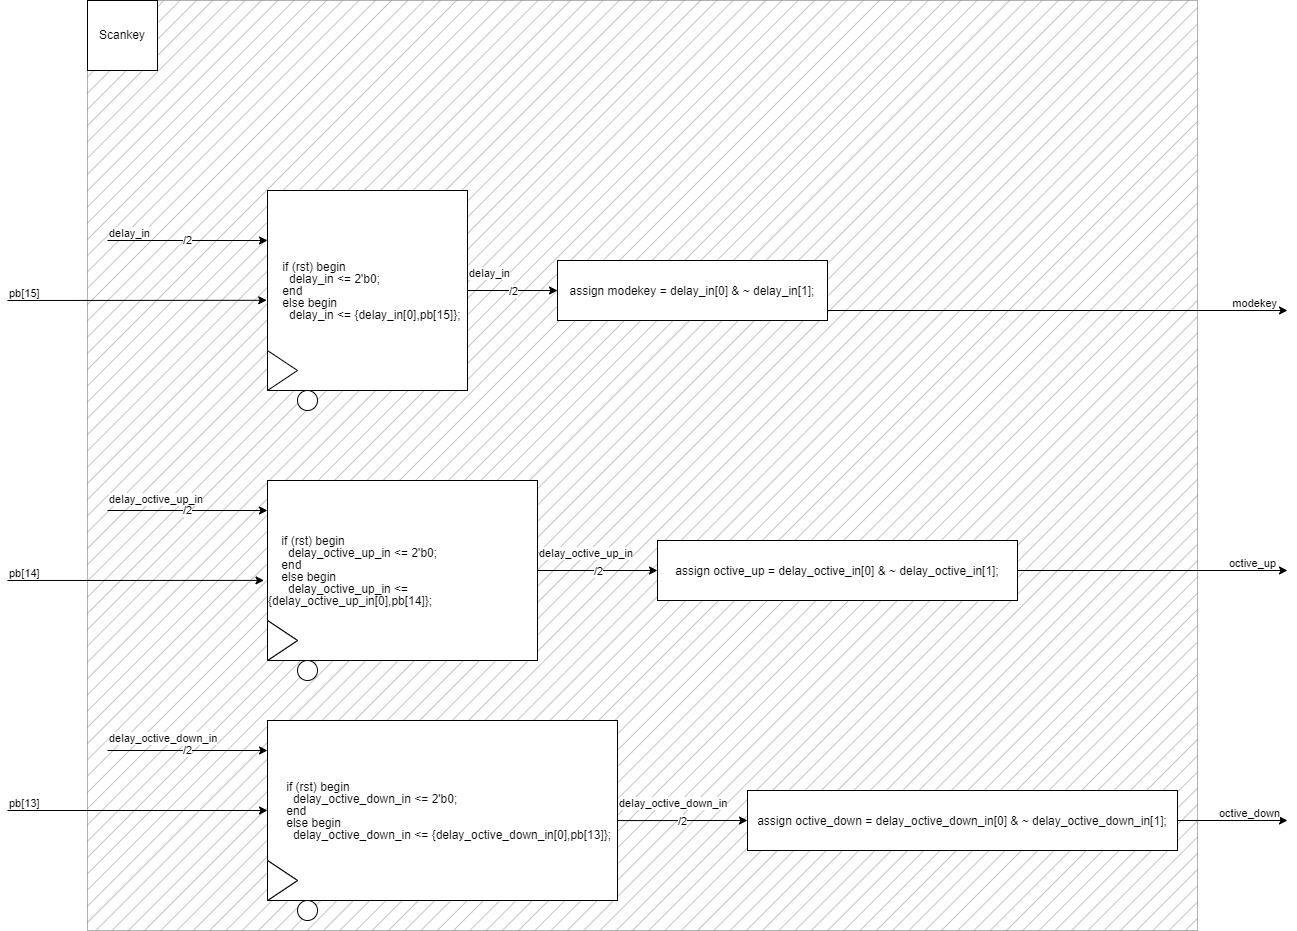 Scankey
delay_in
/2
pb[15]
if (rst) begin
delay_in <= 2'b0;
end
else begin
delay_in <= {delay_in[0],pb[15]};
delay_in
/2
assign modekey = delay_in[0] & ~ delay_in[1];
modekey
delay_octive_up_in
/2
pb[14]
if (rst) begin
delay_octive_up_in <= 2'b0;
end
else begin
delay_octive_up_in <=
{delay_octive_up_in[0],pb[14]};
delay_octive_up_in
/2
assign octive_up = delay_octive_in[0] & ~ delay_octive_in[1];
octive_up
delay_octive_down_in
/2
pb[13]
if (rst) begin
delay_octive_down_in <= 2'b0;
end
else begin
delay_octive_down_in <= {delay_octive_down_in[0],pb[13]};
delay_octive_down_in
/2
assign octive_down = delay_octive_down_in[0] & ~ delay_octive_down_in[1];
octive_down